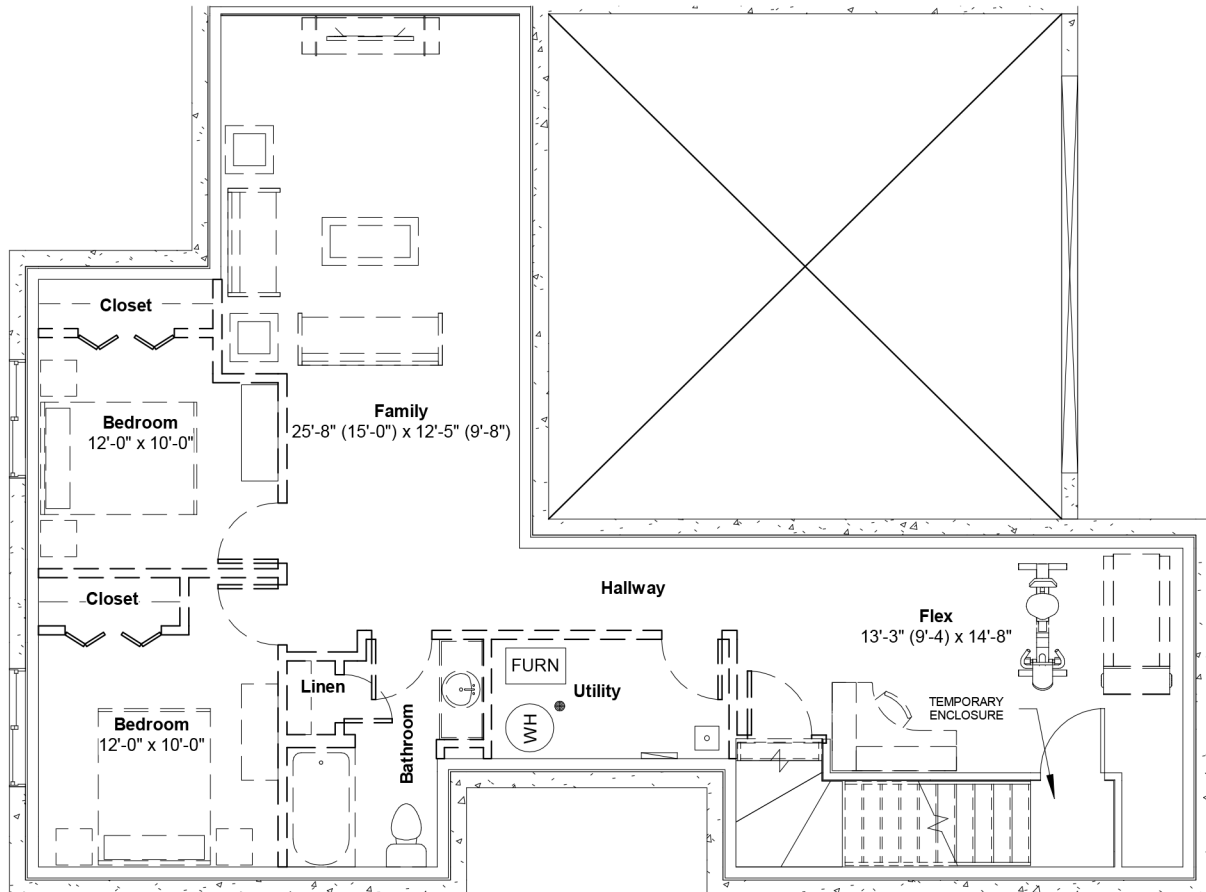 Closet
Bedroom
12'-0" x 10'-0"
Family
25'-8" (15'-0") x 12'-5" (9'-8")
Closet
Hallway
Flex
13'-3" (9'-4) x 14'-8"
FURN
Linen
Utility
TEMPORARY
ENCLOSURE
Bedroom
12'-0" x 10'-0"
Bathroom
WH